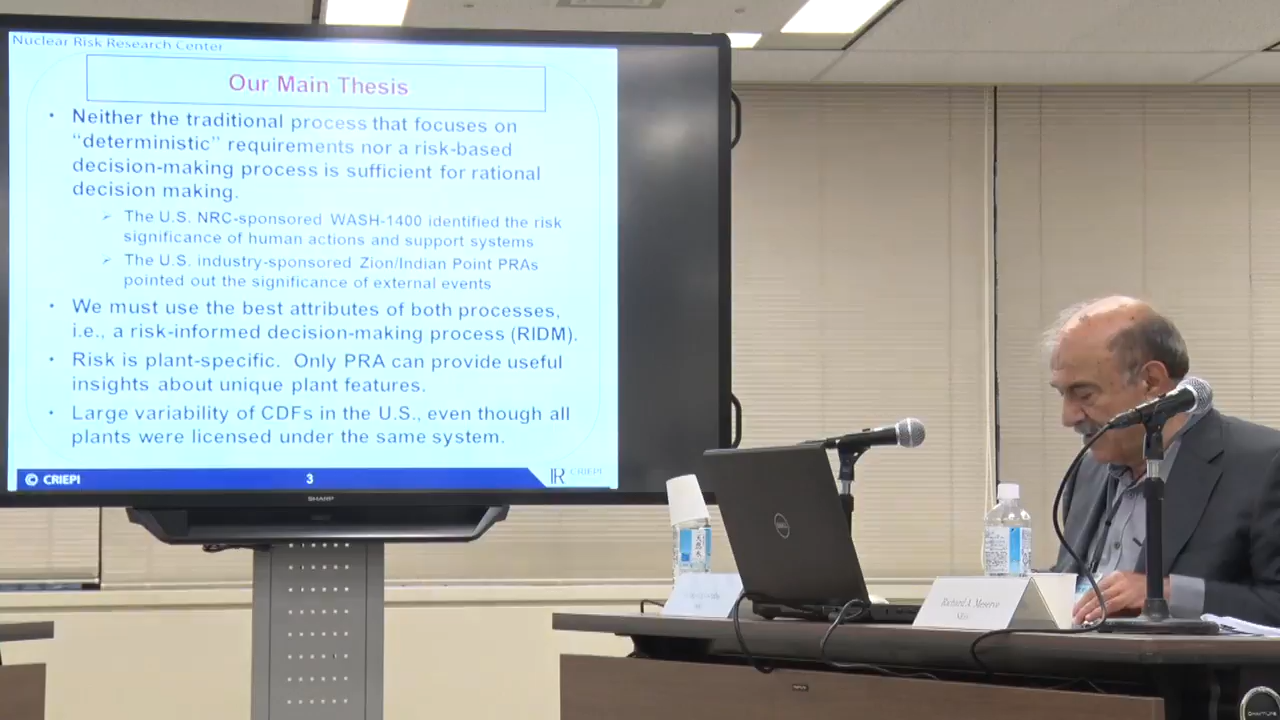 Nuclear Risk Research Center
Our Main Thesis
• Neither the traditional process that focuses on
"deterministic" requirements nor a risk-based
decision-making process is sufficient for rational
decision making.
➢ The U.S. NRC-sponsored WASH-1400 identified the risk
significance of human actions and support systems
➢ The U.S. industry-sponsored Zion/Indian Point PRAs
pointed out the significance of external events
• We must use the best attributes of both processes,
i.e., a risk-informed decision-making process (RIDM).
• Risk is plant-specific. Only PRA can provide useful
insights about unique plant features.
• Large variability of CDFs in the U.S., even though all
plants were licensed under the same system.
© CRIEPI
3
CRIEPI
SHARP
DELL
Richard A. Meserve